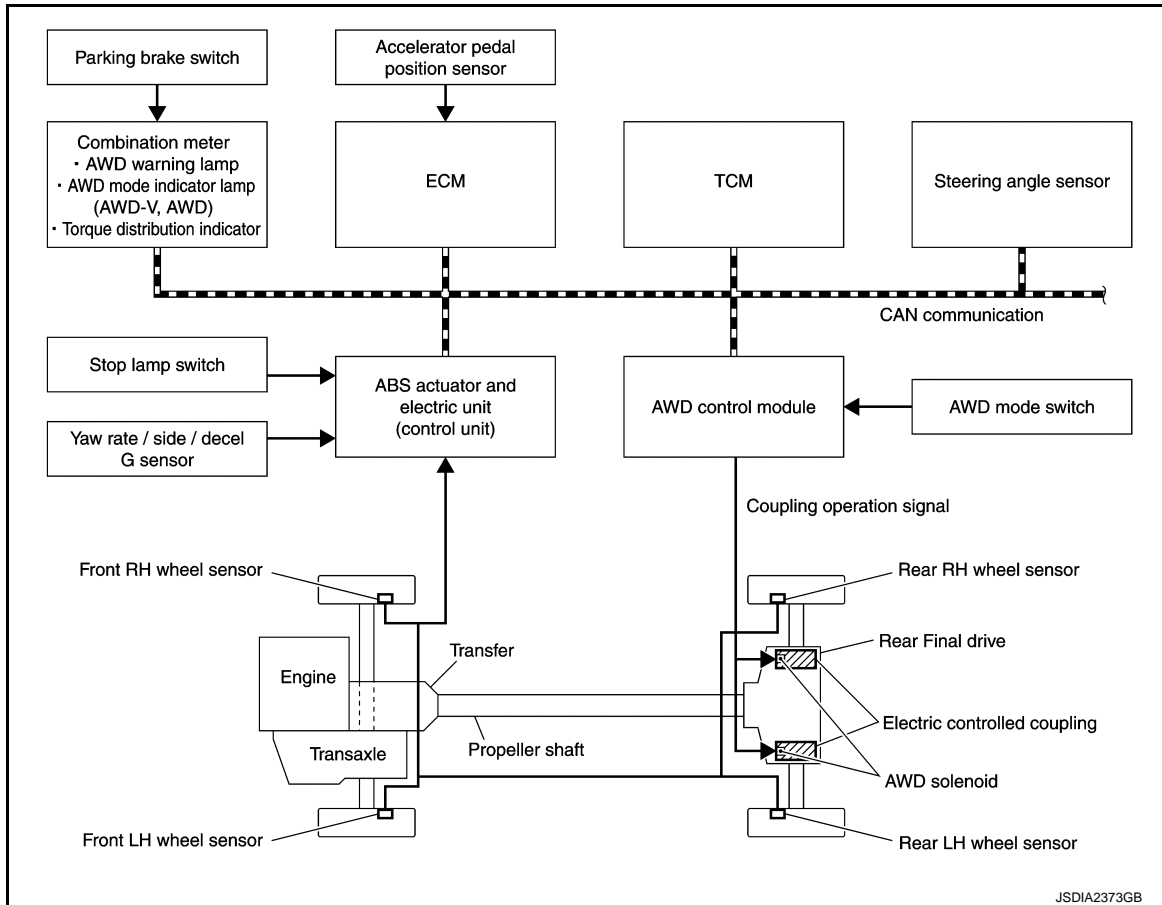 Parking brake switch
Accelerator pedal
position sensor
Combination meter
・AWD warning lamp
・AWD mode indicator lamp
(AWD-V, AWD)
・Torque distribution indicator
ECM
TCM
Steering angle sensor
CAN communication
Stop lamp switch
Yaw rate / side / decel
G sensor
ABS actuator and
electric unit
(control unit)
AWD control module
AWD mode switch
Coupling operation signal
Front RH wheel sensor
Rear RH wheel sensor
Rear Final drive
Transfer
Engine
Electric controlled coupling
Propeller shaft
Transaxle
AWD solenoid
Front LH wheel sensor
Rear LH wheel sensor
JSDIA2373GB